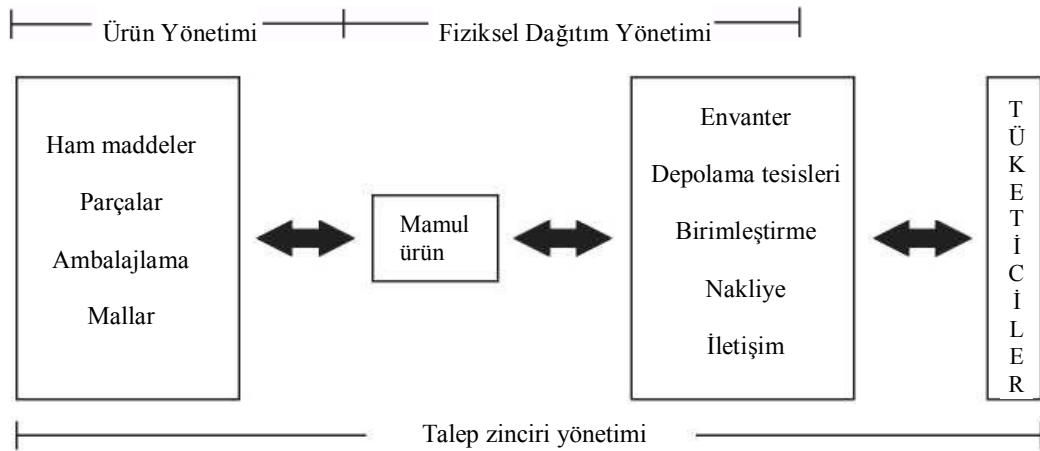 Ürün Yönetimi
Fiziksel Dağıtım Yönetimi
Ham maddeler
Parçalar
Ambalajlama
Mallar
Mamul
ürün
Envanter
Depolama tesisleri
Birimleştirme
Nakliye
İletişim
T
Ü
K
E
T
İ
C
İ
L
E
R
Talep zinciri yönetimi